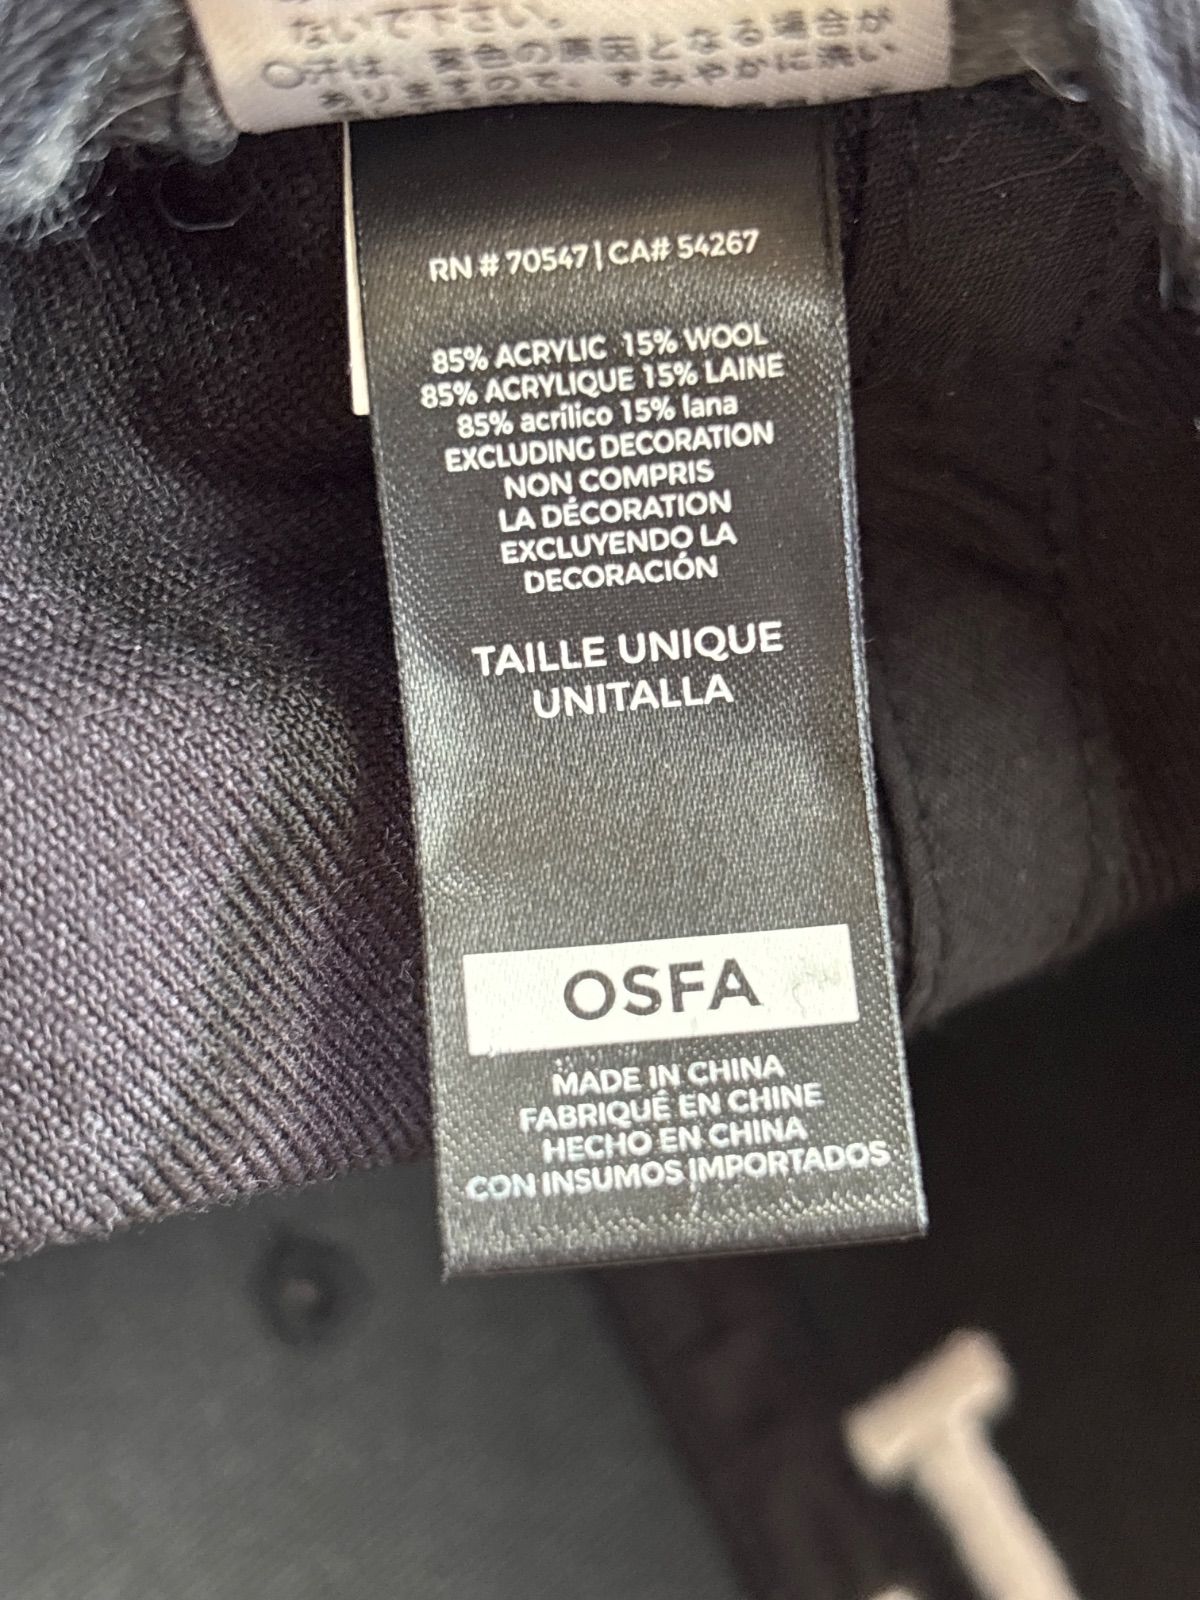 ないで下さい。
○汗は、変色の原因となる場合が
ありますので、すみやかに洗い
RN # 70547 | CA# 54267
85% ACRYLIC 15% WOOL
85% ACRYLIQUE 15% LAINE
85% acrílico 15% lana
EXCLUDING DECORATION
NON COMPRIS
LA DÉCORATION
EXCLUYENDO LA
DECORACIÓN
TAILLE UNIQUE
UNITALLA
OSFA
MADE IN CHINA
FABRIQUÉ EN CHINE
HECHO EN CHINA
CON INSUMOS IMPORTADOS